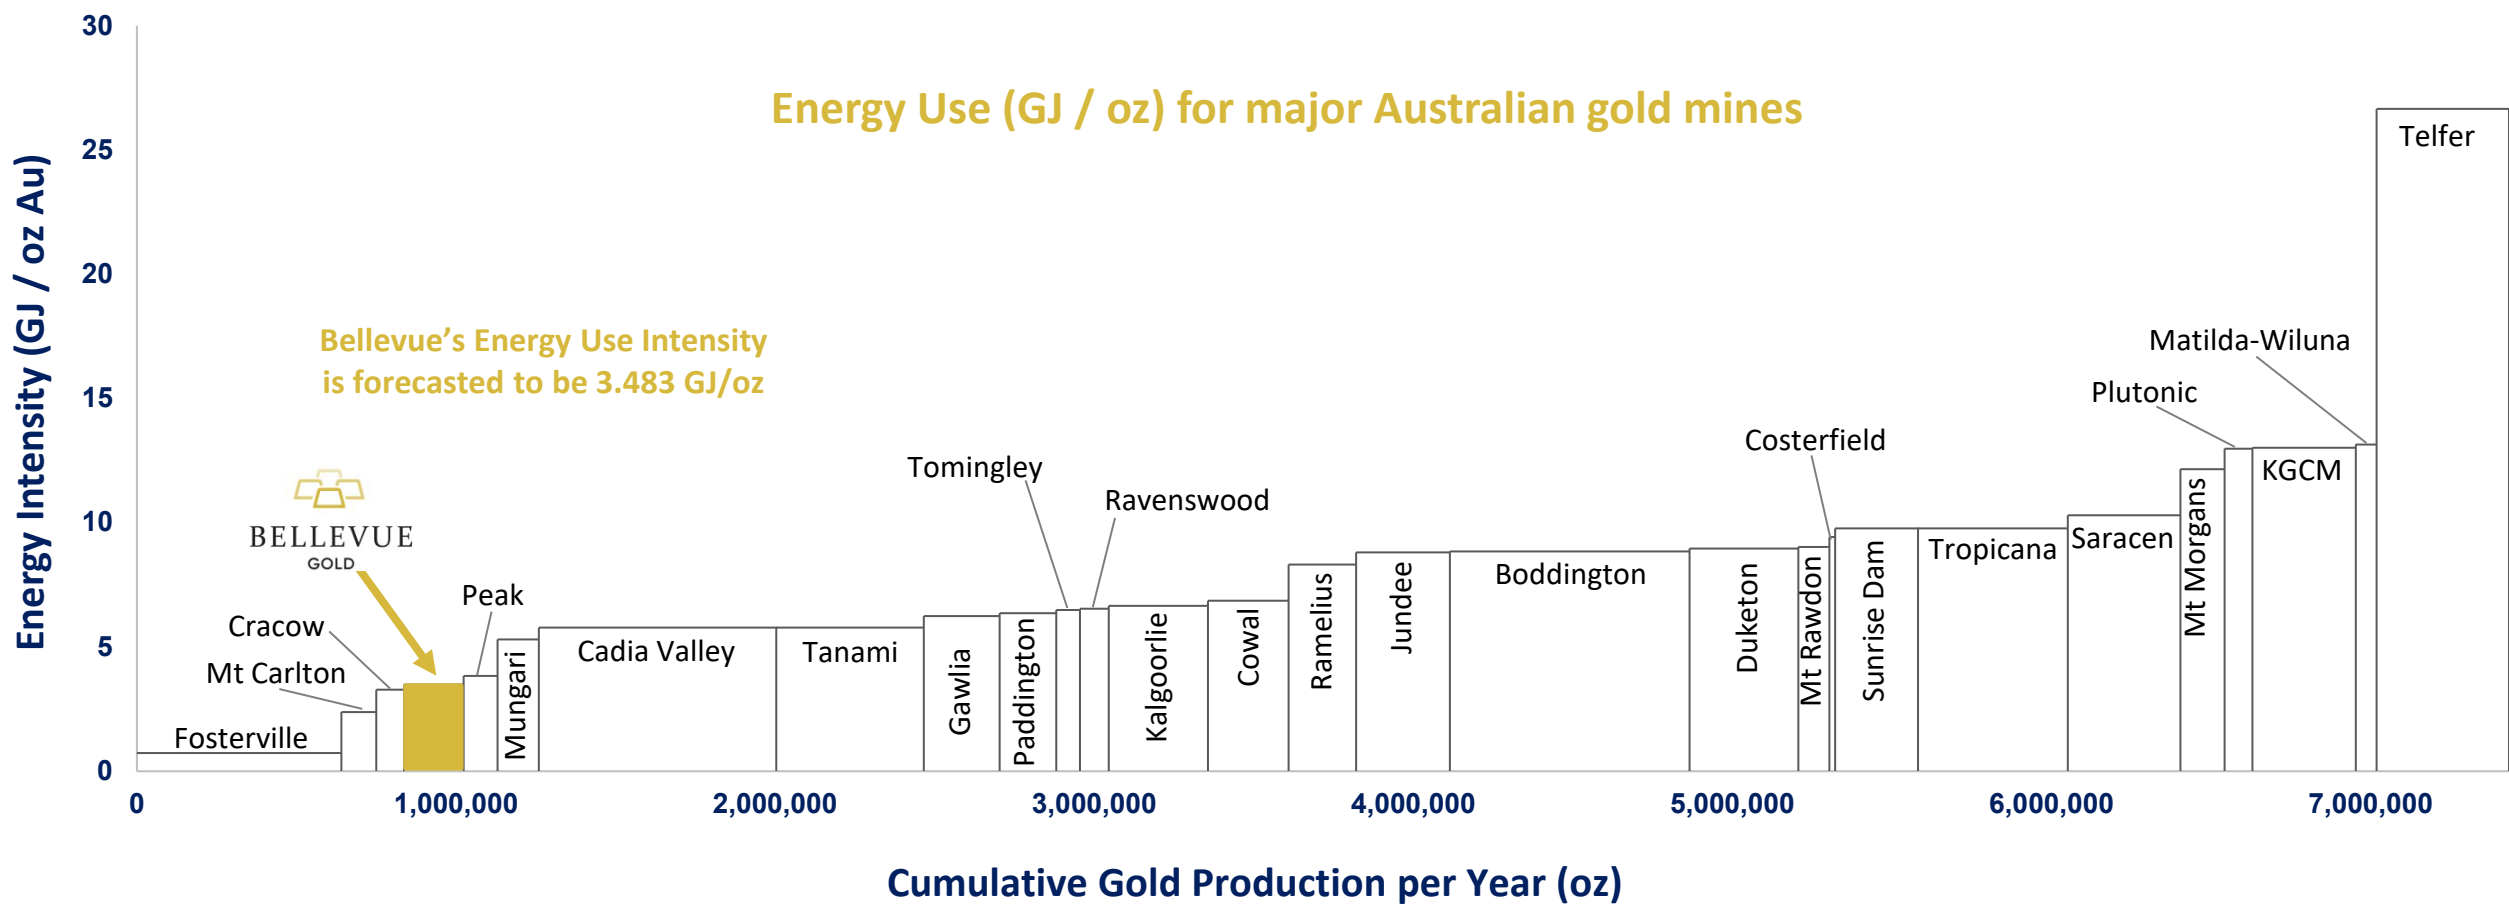 Energy Use (GJ / oz) for major Australian gold mines
Energy Intensity (GJ / oz Au)
30
25
20
15
10
5
0
Bellevue’s Energy Use Intensity
is forecasted to be 3.483 GJ/oz
BELLEVUE
GOLD
Fosterville
Mt Carlton
Cracow
Peak
Mungari
Cadia Valley
Tanami
Gawlia
Paddington
Tomingley
Ravenswood
Kalgoorlie
Cowal
Ramelius
Jundee
Boddington
Duketon
Mt Rawdon
Costerfield
Sunrise Dam
Tropicana
Saracen
Mt Morgans
Plutonic
KGCM
Matilda-Wiluna
Telfer
0
1,000,000
2,000,000
3,000,000
4,000,000
5,000,000
6,000,000
7,000,000
Cumulative Gold Production per Year (oz)